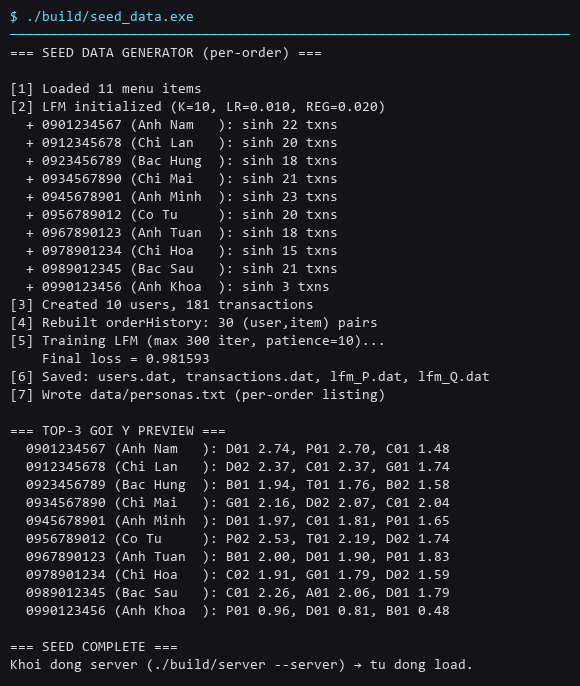 $ ./build/seed_data.exe
=== SEED DATA GENERATOR (per-order) ===
[1] Loaded 11 menu items
[2] LFM initialized (K=10, LR=0.010, REG=0.020)
  + 0901234567 (Anh Nam   ): sinh 22 txns
  + 0912345678 (Chi Lan   ): sinh 20 txns
  + 0923456789 (Bac Hung  ): sinh 18 txns
  + 0934567890 (Chi Mai   ): sinh 21 txns
  + 0945678901 (Anh Minh  ): sinh 23 txns
  + 0956789012 (Co Tu     ): sinh 20 txns
  + 0967890123 (Anh Tuan  ): sinh 18 txns
  + 0978901234 (Chi Hoa   ): sinh 15 txns
  + 0989012345 (Bac Sau   ): sinh 21 txns
  + 0990123456 (Anh Khoa  ): sinh 3 txns
[3] Created 10 users, 181 transactions
[4] Rebuilt orderHistory: 30 (user,item) pairs
[5] Training LFM (max 300 iter, patience=10)...
    Final loss = 0.981593
[6] Saved: users.dat, transactions.dat, lfm_P.dat, lfm_Q.dat
[7] Wrote data/personas.txt (per-order listing)
=== TOP-3 GOI Y PREVIEW ===
  0901234567 (Anh Nam   ): D01 2.74, P01 2.70, C01 1.48
  0912345678 (Chi Lan   ): D02 2.37, C01 2.37, G01 1.74
  0923456789 (Bac Hung  ): B01 1.94, T01 1.76, B02 1.58
  0934567890 (Chi Mai   ): G01 2.16, D02 2.07, C01 2.04
  0945678901 (Anh Minh  ): D01 1.97, C01 1.81, P01 1.65
  0956789012 (Co Tu     ): P02 2.53, T01 2.19, D02 1.74
  0967890123 (Anh Tuan  ): B01 2.00, D01 1.90, P01 1.83
  0978901234 (Chi Hoa   ): C02 1.91, G01 1.79, D02 1.59
  0989012345 (Bac Sau   ): C01 2.26, A01 2.06, D01 1.79
  0990123456 (Anh Khoa  ): P01 0.96, D01 0.81, B01 0.48
=== SEED COMPLETE ===
Khoi dong server (./build/server --server) → tu dong load.